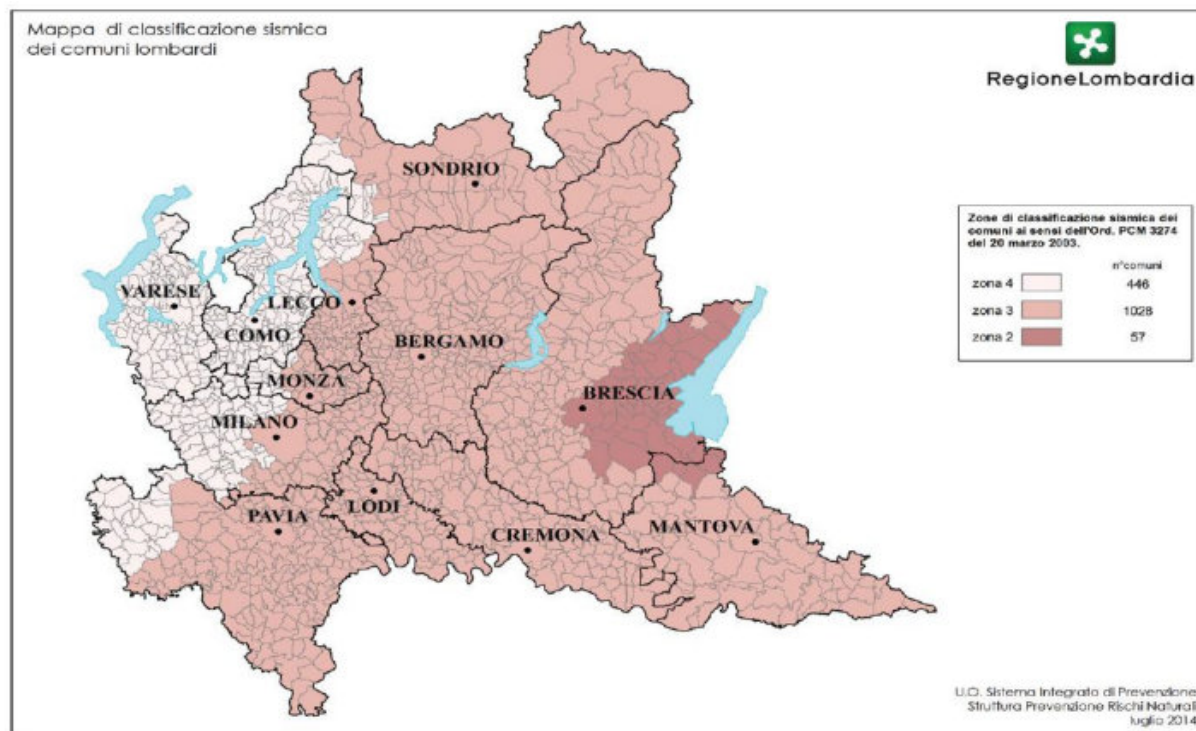 Mappa di classificazione sismica
dei comuni lombardi
RegioneLombardia
SONDRIO
VARESE
LECCO
COMO
BERGAMO
MONZA
BRESCIA
MILANO
PAVIA
LODI
CREMONA
MANTOVA
Zone di classificazione sismica dei
comuni ai sensi dell'Ord. PCM 3274
del 20 marzo 2003.
n°comuni
zona 4 446
zona 3 1028
zona 2 57
U.O. Sistema Integrato di Prevenzione
Struttura Prevenzione Rischi Naturali
luglio 2014